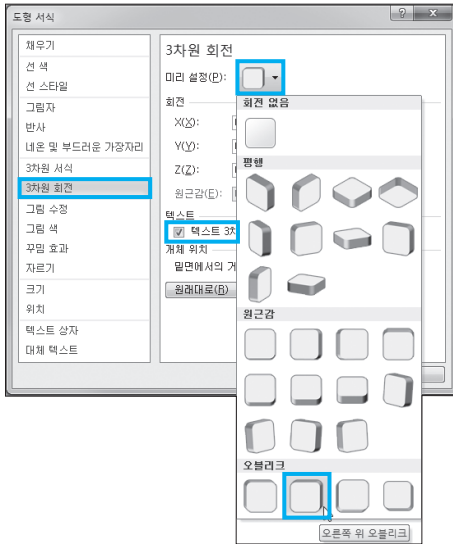 도형 서식
채우기
선 색
선 스타일
그림자
반사
네온 및 부드러운 가장자리
3차원 서식
3차원 회전
그림 수정
그림 색
꾸밈 효과
자르기
크기
위치
텍스트 상자
대체 텍스트
3차원 회전
미리 설정(P):
회전
X(X):
Y(Y):
Z(Z):
원근감(E):
텍스트
텍스트 3차
개체 위치
밑면에서의 거
원래대로(R)
회전 없음
평행
원근감
오블리크
오른쪽 위 오블리크